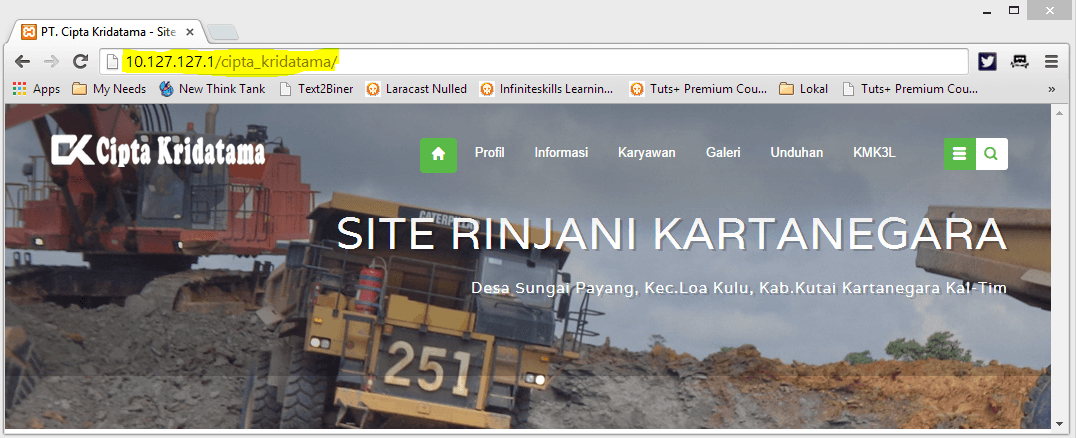 PT. Cipta Kridatama - Site
10.127.127.1/cipta_kridatama/
Apps My Needs New Think Tank Text2Biner Laracast Nulled Infiniteskills Learnin... Tuts+ Premium Cou... Lokal Tuts+ Premium Cou... »
CK Cipta Kridatama Profil Informasi Karyawan Galeri Unduhan KMK3L
CATERPILLAR
SITE RINJANI KARTANEGARA
Desa Sungai Payang, Kec.Loa Kulu, Kab.Kutai Kartanegara Kal-Tim
251